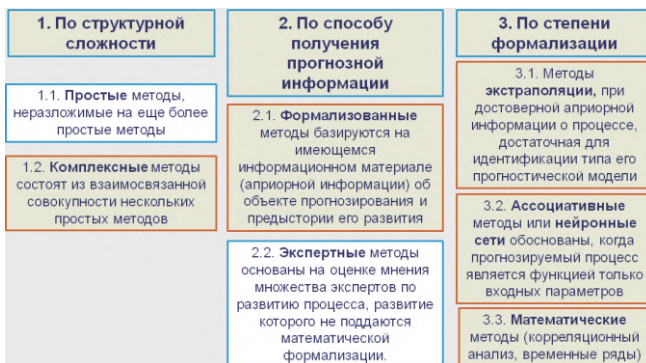 1. По структурной
сложности
1.1. Простые методы,
неразложимые на еще более
простые методы
1.2. Комплексные методы
состоят из взаимосвязанной
совокупности нескольких
простых методов
2. По способу
получения
прогнозной
информации
2.1. Формализованные
методы базируются на
имеющемся
информационном материале
(априорной информации) об
объекте прогнозирования и
предыстории его развития
2.2. Экспертные методы
основаны на оценке мнения
множества экспертов по
развитию процесса, развитие
которого не поддаются
математической
формализации.
3. По степени
формализации
3.1. Методы
экстраполяции, при
достоверной априорной
информации о процессе,
достаточная для
идентификации типа его
прогностической модели
3.2. Ассоциативные
методы или нейронные
сети обоснованы, когда
прогнозируемый процесс
является функцией только
входных параметров
3.3. Математические
методы (корреляционный
анализ, временные ряды)